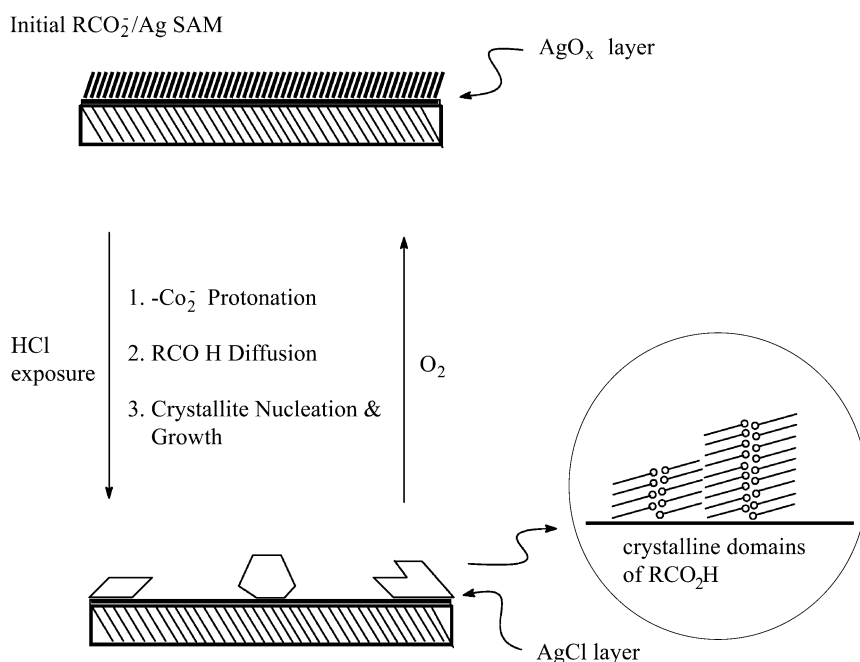 Initial RCO₂⁻/Ag SAM
AgOₓ layer
HCl
exposure
1. -Co₂⁻ Protonation
2. RCO H Diffusion
3. Crystallite Nucleation &
Growth
O₂
crystalline domains
of RCO₂H
AgCl layer